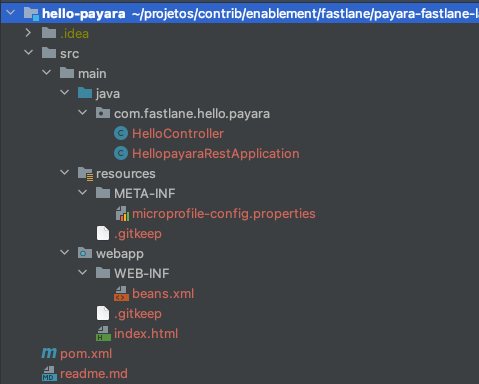 hello-payara ~/projetos/contrib/enablement/fastlane/payara-fastlane-l
.idea
src
main
java
com.fastlane.hello.payara
HelloController
HellopayaraRestApplication
resources
META-INF
microprofile-config.properties
.gitkeep
webapp
WEB-INF
beans.xml
.gitkeep
index.html
pom.xml
readme.md